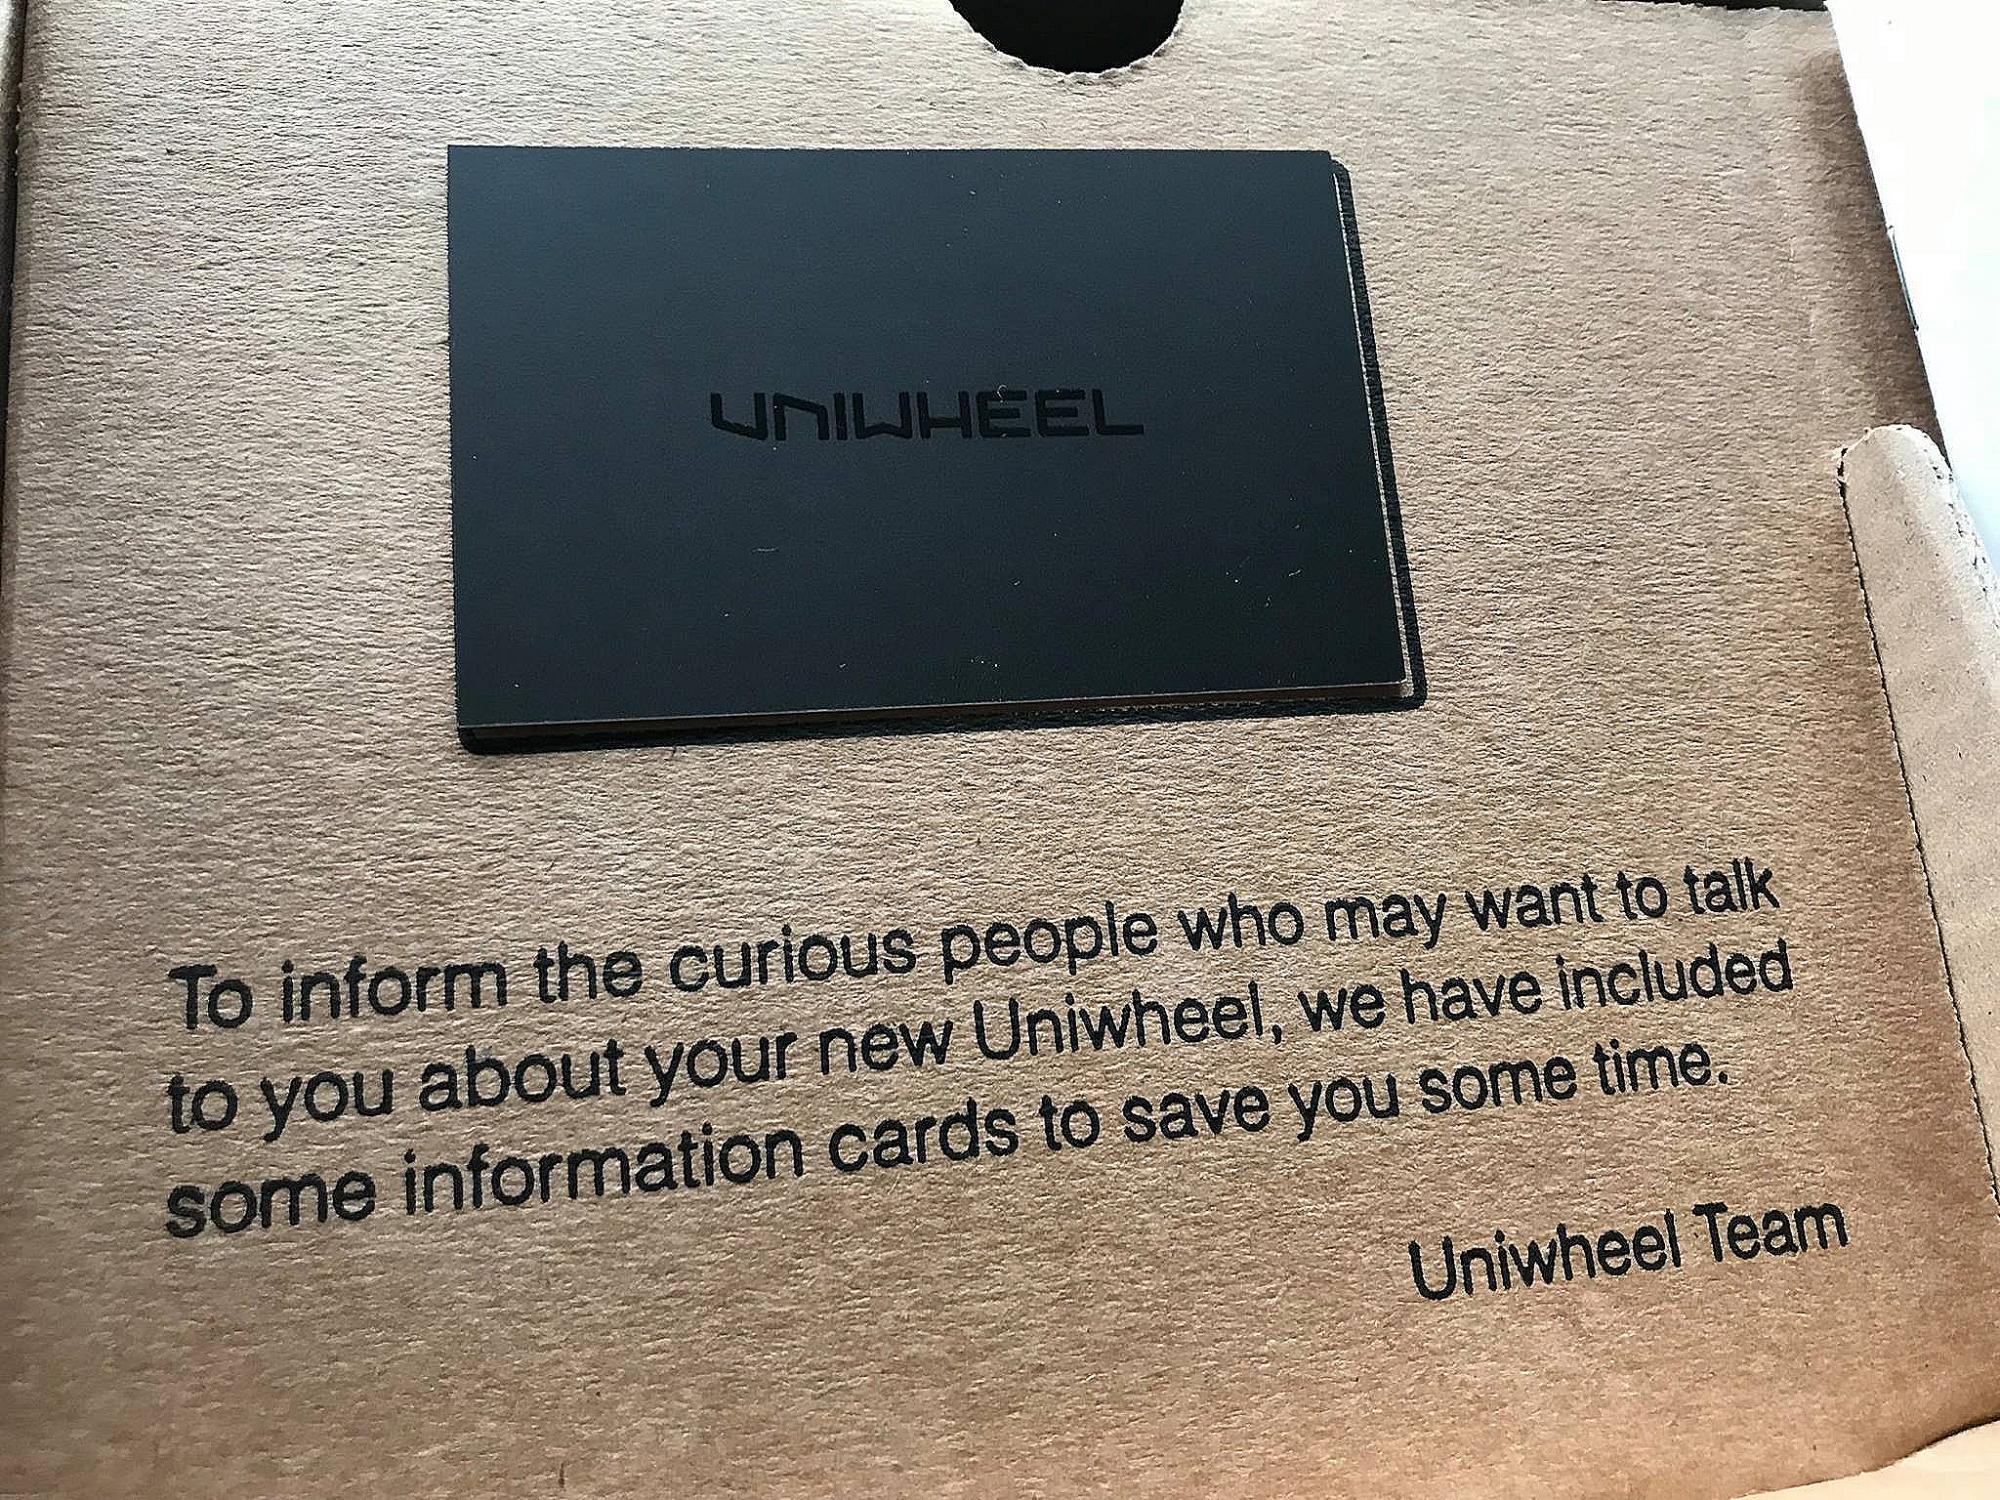 UNIWHEEL
To inform the curious people who may want to talk
to you about your new Uniwheel, we have included
some information cards to save you some time.
Uniwheel Team